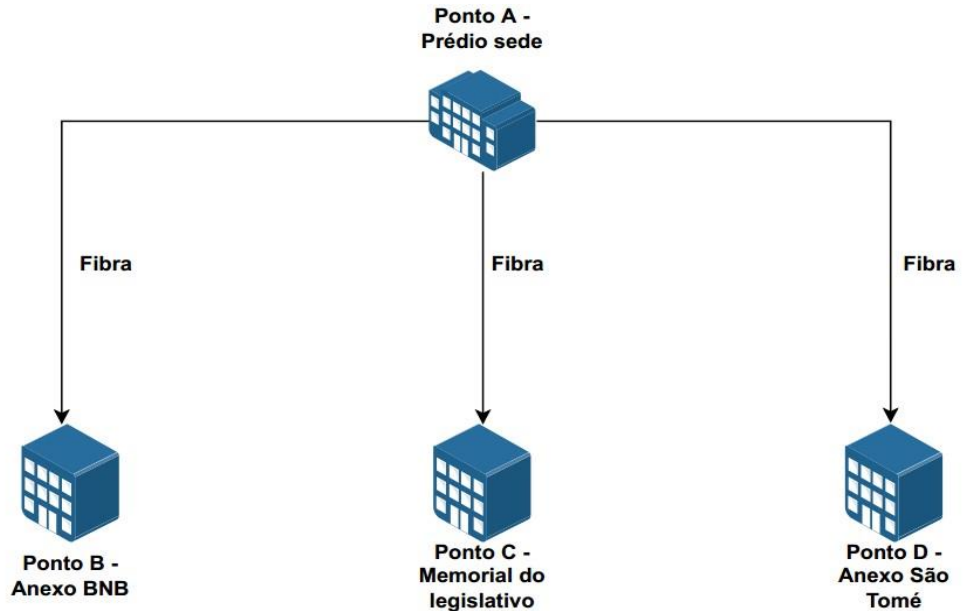 Ponto A -
Prédio sede
Fibra
Fibra
Fibra
Ponto B -
Anexo BNB
Ponto C -
Memorial do
legislativo
Ponto D -
Anexo São
Tomé